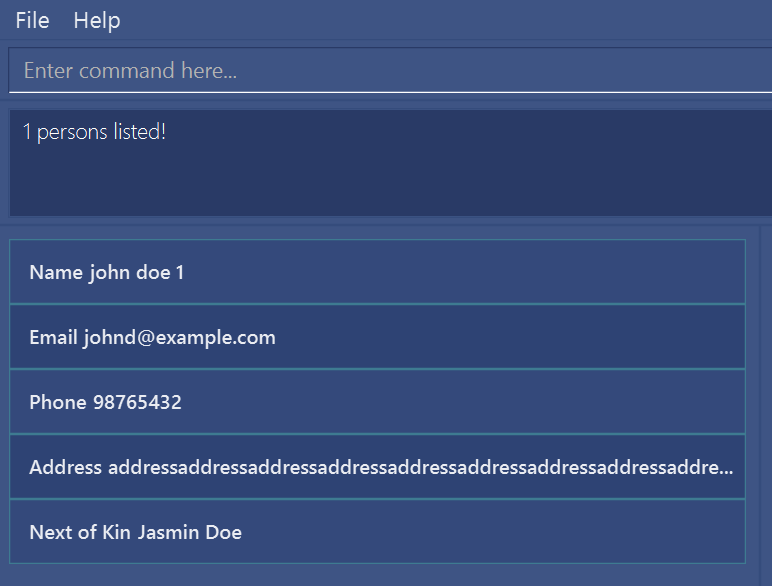 File Help
Enter command here...
1 persons listed!
Name john doe 1
Email johnd@example.com
Phone 98765432
Address addressaddressaddressaddressaddressaddressaddressaddressaddre...
Next of Kin Jasmin Doe